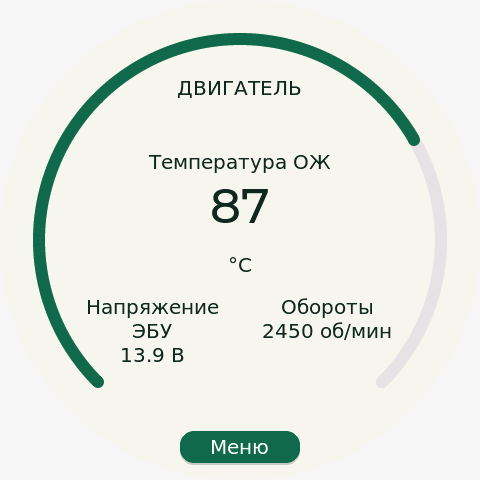 ДВИГАТЕЛЬ
Температура ОЖ
87
°C
Напряжение
ЭБУ
13.9 В
Обороты
2450 об/мин
Меню